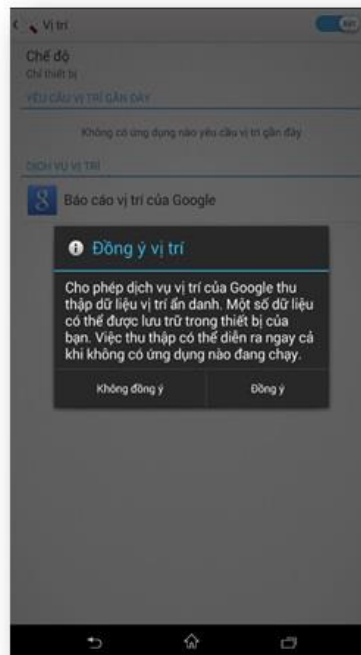 Vị trí
Chế độ
Chỉ thiết bị
YÊU CẦU VỊ TRÍ GẦN ĐÂY
Không có ứng dụng nào yêu cầu vị trí gần đây
DỊCH VỤ VỊ TRÍ
8 Báo cáo vị trí của Google
Đồng ý vị trí
Cho phép dịch vụ vị trí của Google thu
thập dữ liệu vị trí ẩn danh. Một số dữ liệu
có thể được lưu trữ trong thiết bị của
bạn. Việc thu thập có thể diễn ra ngay cả
khi không có ứng dụng nào đang chạy.
Không đồng ý
Đồng ý